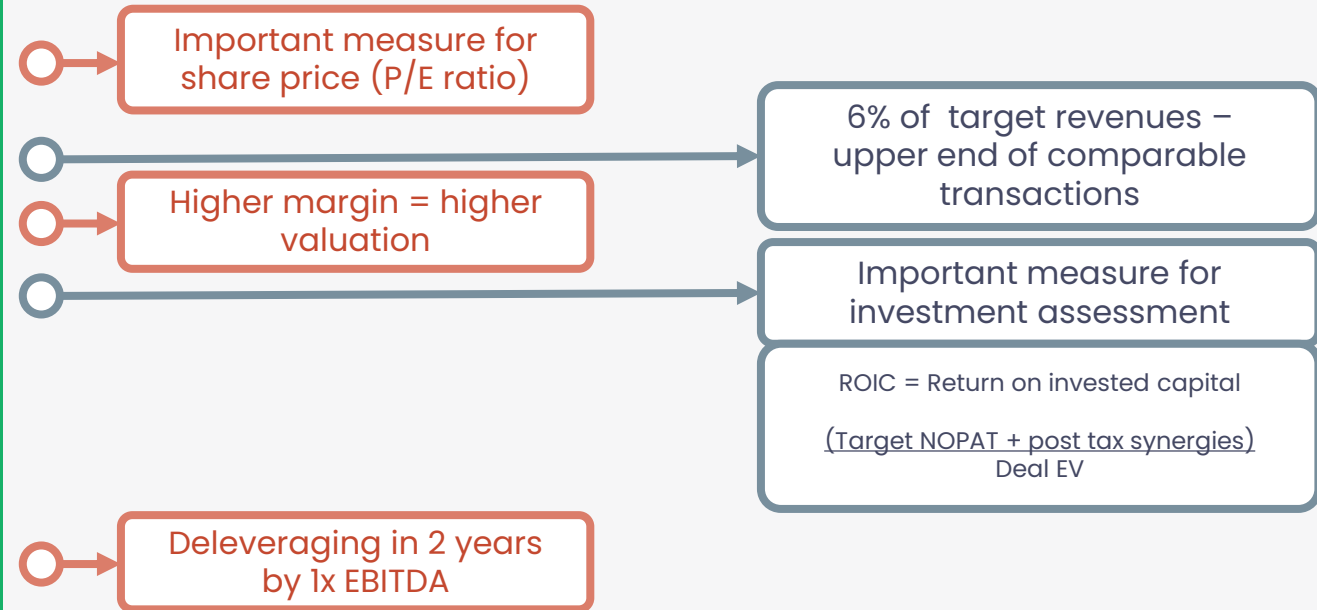 Important measure for
share price (P/E ratio)
6% of target revenues –
upper end of comparable
transactions
Higher margin = higher
valuation
Important measure for
investment assessment
ROIC = Return on invested capital
(Target NOPAT + post tax synergies)
Deal EV
Deleveraging in 2 years
by 1x EBITDA